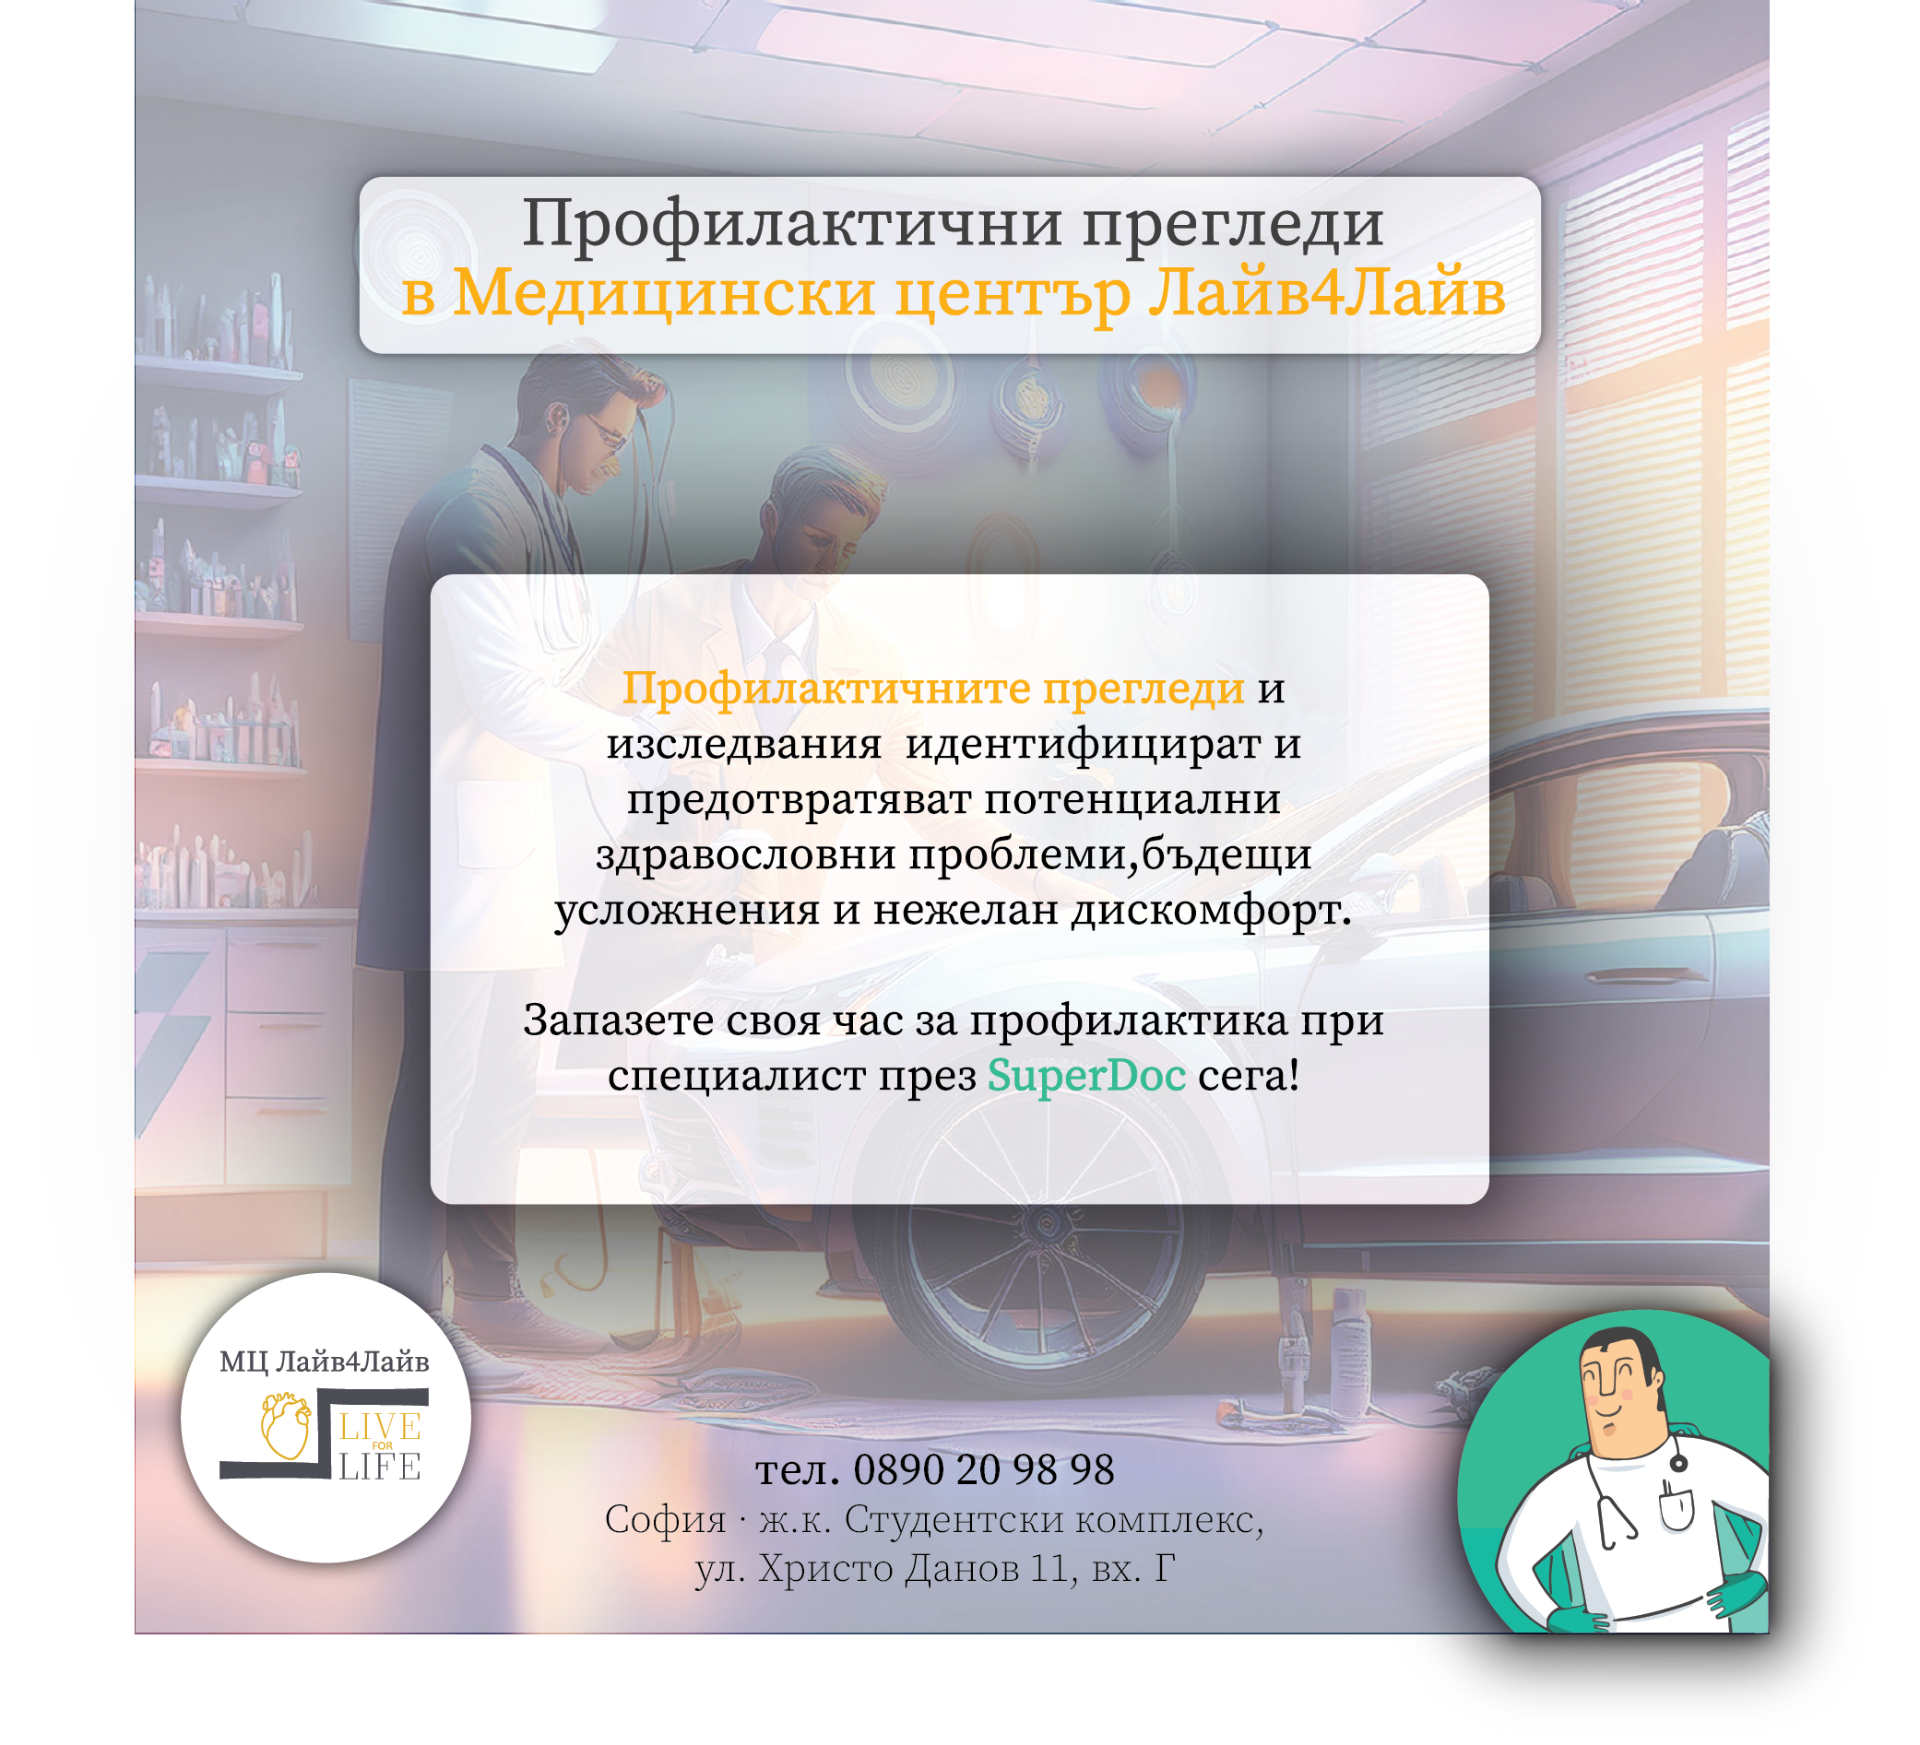 Профилактични прегледи
в Медицински център Лайв4Лайв
Профилактичните прегледи и
изследвания  идентифицират и
предотвратяват потенциални
здравословни проблеми,бъдещи
усложнения и нежелан дискомфорт.
Запазете своя час за профилактика при
специалист през SuperDoc сега!
МЦ Лайв4Лайв
LIVE
FOR
LIFE
тел. 0890 20 98 98
София · ж.к. Студентски комплекс,
ул. Христо Данов 11, вх. Г